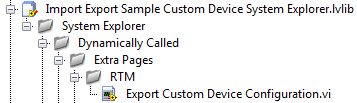 Import Export Sample Custom Device System Explorer.lvlib
System Explorer
Dynamically Called
Extra Pages
RTM
Export Custom Device Configuration.vi